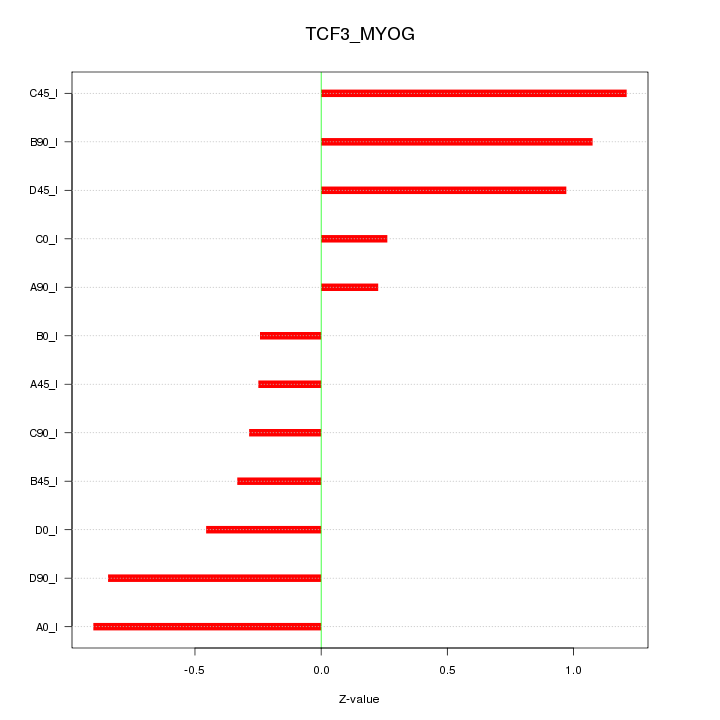 TCF3_MYOG
C45_I
B90_I
D45_I
C0_I
A90_I
B0_I
A45_I
C90_I
B45_I
D0_I
D90_I
A0_I
-0.5 0.0 0.5 1.0
Z-value